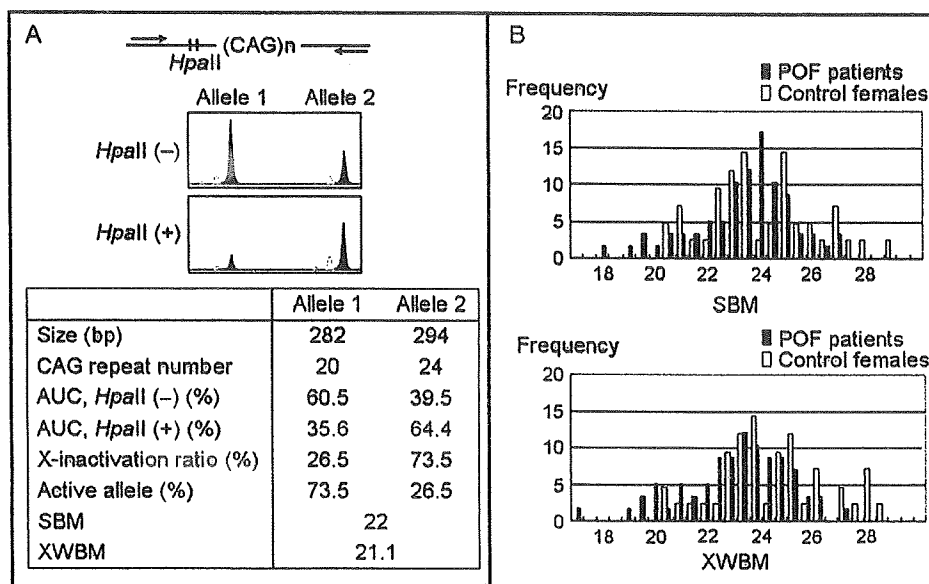 A
(CAG)n
HpaII
Allele 1 Allele 2
HpaII (–)
HpaII (+)
Allele 1 Allele 2
Size (bp) 282 294
CAG repeat number 20 24
AUC, HpaII (–) (%) 60.5 39.5
AUC, HpaII (+) (%) 35.6 64.4
X-inactivation ratio (%) 26.5 73.5
Active allele (%) 73.5 26.5
SBM 22
XWBM 21.1
B
POF patients
Frequency
Control females
20
15
10
5
0
18 20 22 24 26 28
SBM
POF patients
Frequency
Control females
20
15
10
5
0
18 20 22 24 26 28
XWBM